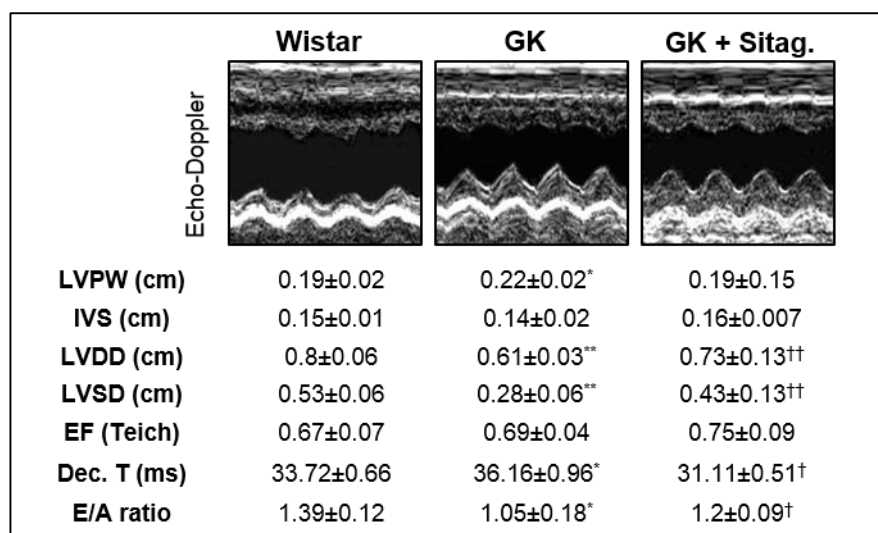 Wistar GK GK + Sitag.
Echo-Doppler
LVPW (cm) 0.19±0.02 0.22±0.02* 0.19±0.15
IVS (cm) 0.15±0.01 0.14±0.02 0.16±0.007
LVDD (cm) 0.8±0.06 0.61±0.03** 0.73±0.13††
LVSD (cm) 0.53±0.06 0.28±0.06** 0.43±0.13††
EF (Teich) 0.67±0.07 0.69±0.04 0.75±0.09
Dec. T (ms) 33.72±0.66 36.16±0.96* 31.11±0.51†
E/A ratio 1.39±0.12 1.05±0.18* 1.2±0.09†